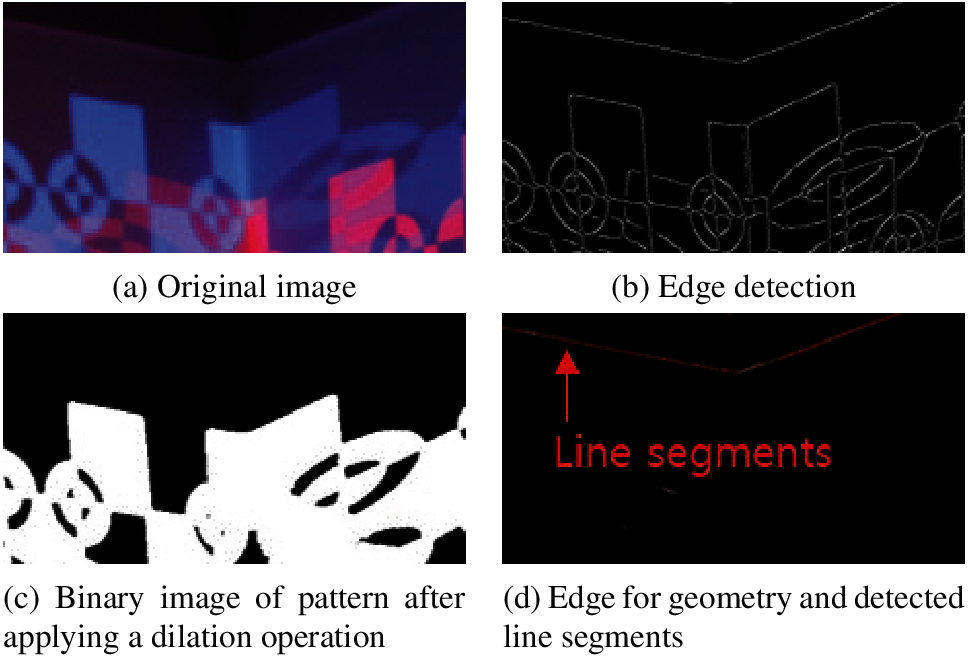 (a) Original image
(b) Edge detection
Line segments
(c) Binary image of pattern after
applying a dilation operation
(d) Edge for geometry and detected
line segments